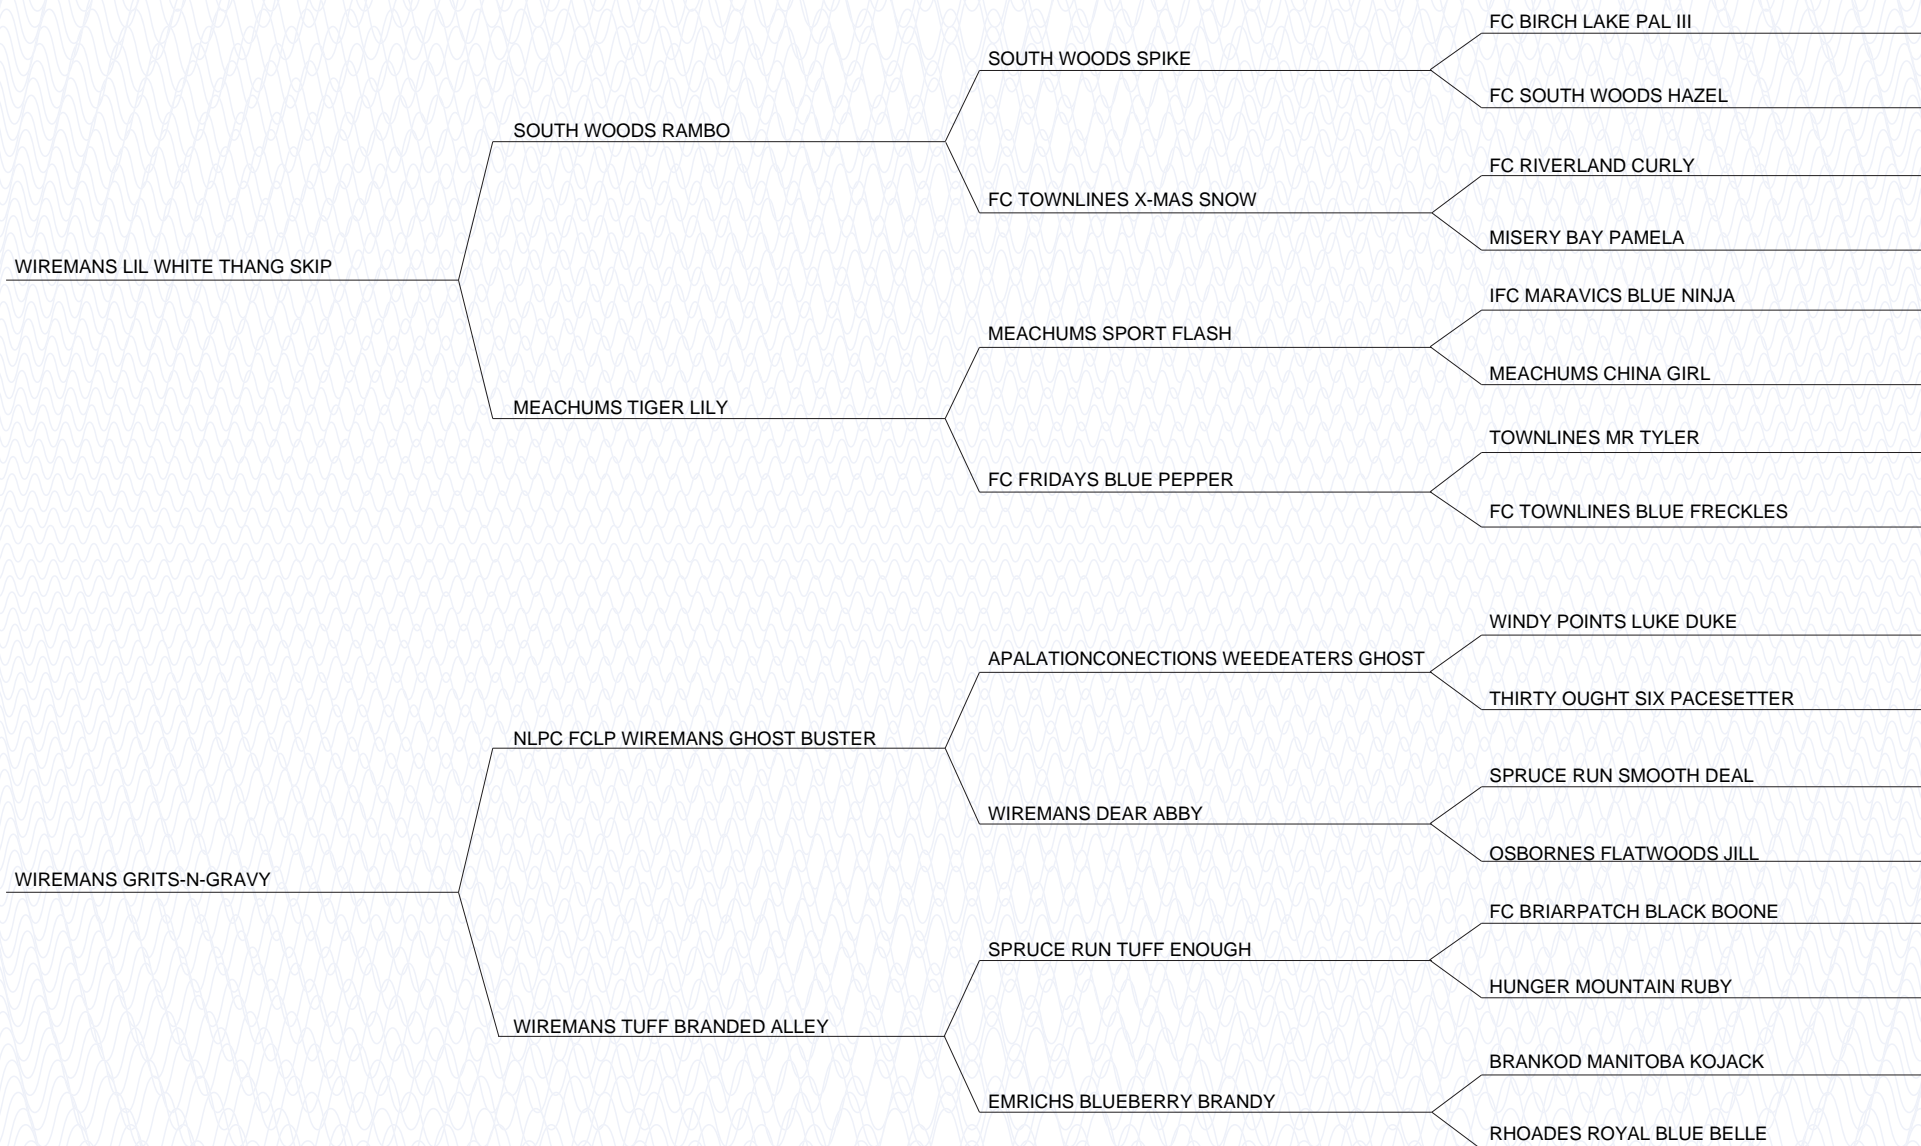 FC BIRCH LAKE PAL III
SOUTH WOODS SPIKE
FC SOUTH WOODS HAZEL
SOUTH WOODS RAMBO
FC RIVERLAND CURLY
FC TOWNLINES X-MAS SNOW
MISERY BAY PAMELA
WIREMANS LIL WHITE THANG SKIP
IFC MARAVICS BLUE NINJA
MEACHUMS SPORT FLASH
MEACHUMS CHINA GIRL
MEACHUMS TIGER LILY
TOWNLINES MR TYLER
FC FRIDAYS BLUE PEPPER
FC TOWNLINES BLUE FRECKLES
WINDY POINTS LUKE DUKE
APALATIONCONECTIONS WEEDEATERS GHOST
THIRTY OUGHT SIX PACESETTER
NLPC FCLP WIREMANS GHOST BUSTER
SPRUCE RUN SMOOTH DEAL
WIREMANS DEAR ABBY
OSBORNES FLATWOODS JILL
WIREMANS GRITS-N-GRAVY
FC BRIARPATCH BLACK BOONE
SPRUCE RUN TUFF ENOUGH
HUNGER MOUNTAIN RUBY
WIREMANS TUFF BRANDED ALLEY
BRANKOD MANITOBA KOJACK
EMRICHS BLUEBERRY BRANDY
RHOADES ROYAL BLUE BELLE